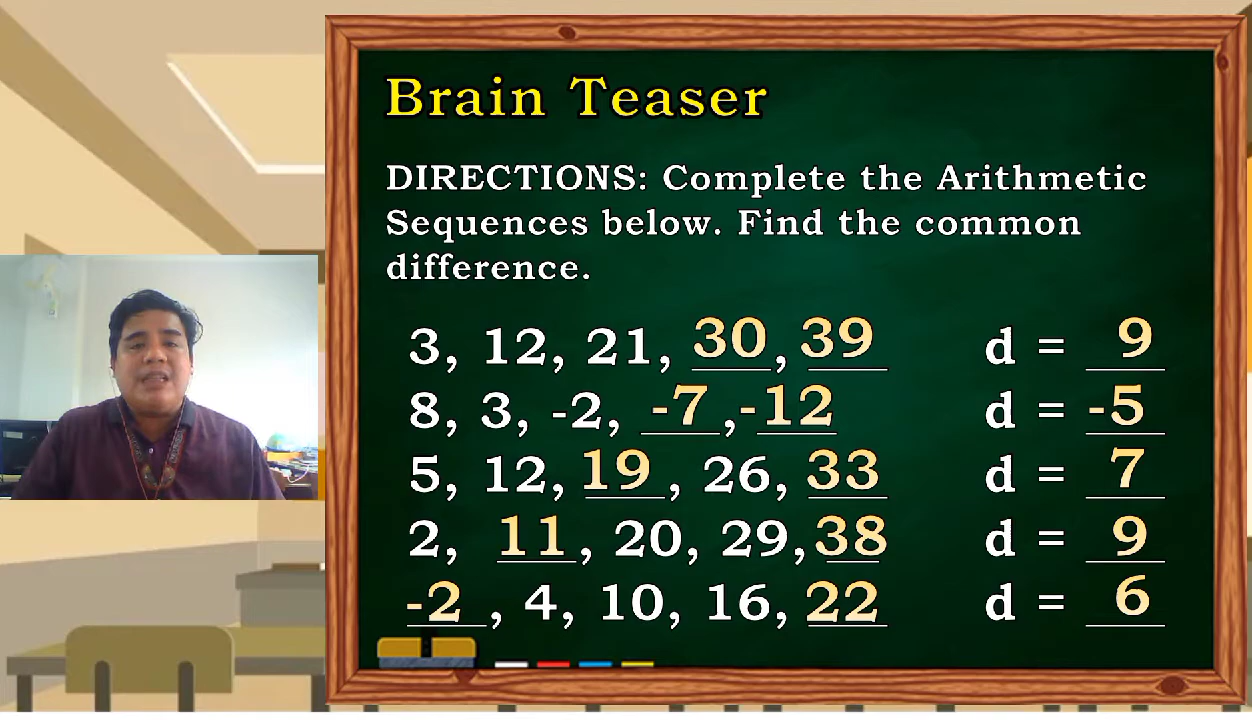 Brain Teaser
DIRECTIONS: Complete the Arithmetic
Sequences below. Find the common
difference.
3, 12, 21, 30, 39 d = 9
8, 3, -2, -7, -12 d = -5
5, 12, 19, 26, 33 d = 7
2, 11, 20, 29, 38 d = 9
-2, 4, 10, 16, 22 d = 6